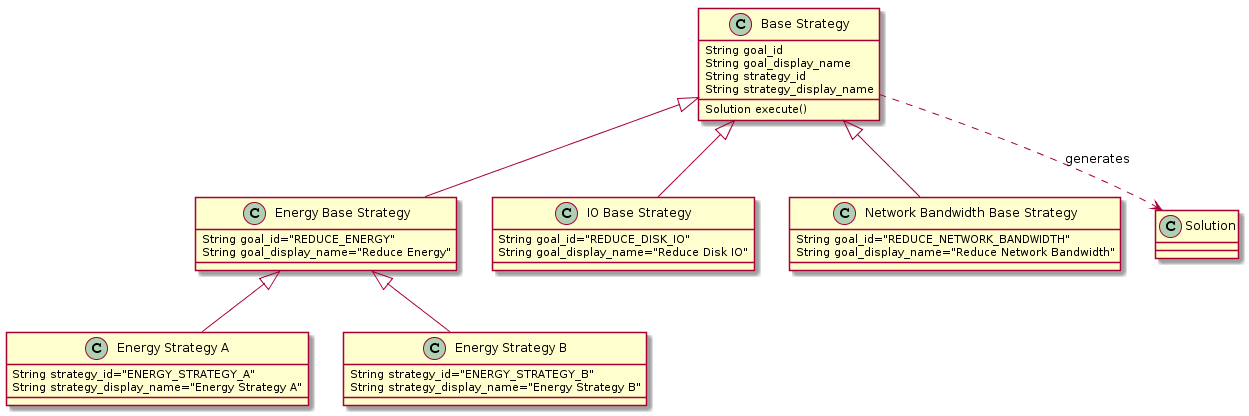 C Base Strategy
String goal_id
String goal_display_name
String strategy_id
String strategy_display_name
Solution execute()
generates
C Energy Base Strategy
String goal_id="REDUCE_ENERGY"
String goal_display_name="Reduce Energy"
C IO Base Strategy
String goal_id="REDUCE_DISK_IO"
String goal_display_name="Reduce Disk IO"
C Network Bandwidth Base Strategy
String goal_id="REDUCE_NETWORK_BANDWIDTH"
String goal_display_name="Reduce Network Bandwidth"
C Solution
C Energy Strategy A
String strategy_id="ENERGY_STRATEGY_A"
String strategy_display_name="Energy Strategy A"
C Energy Strategy B
String strategy_id="ENERGY_STRATEGY_B"
String strategy_display_name="Energy Strategy B"